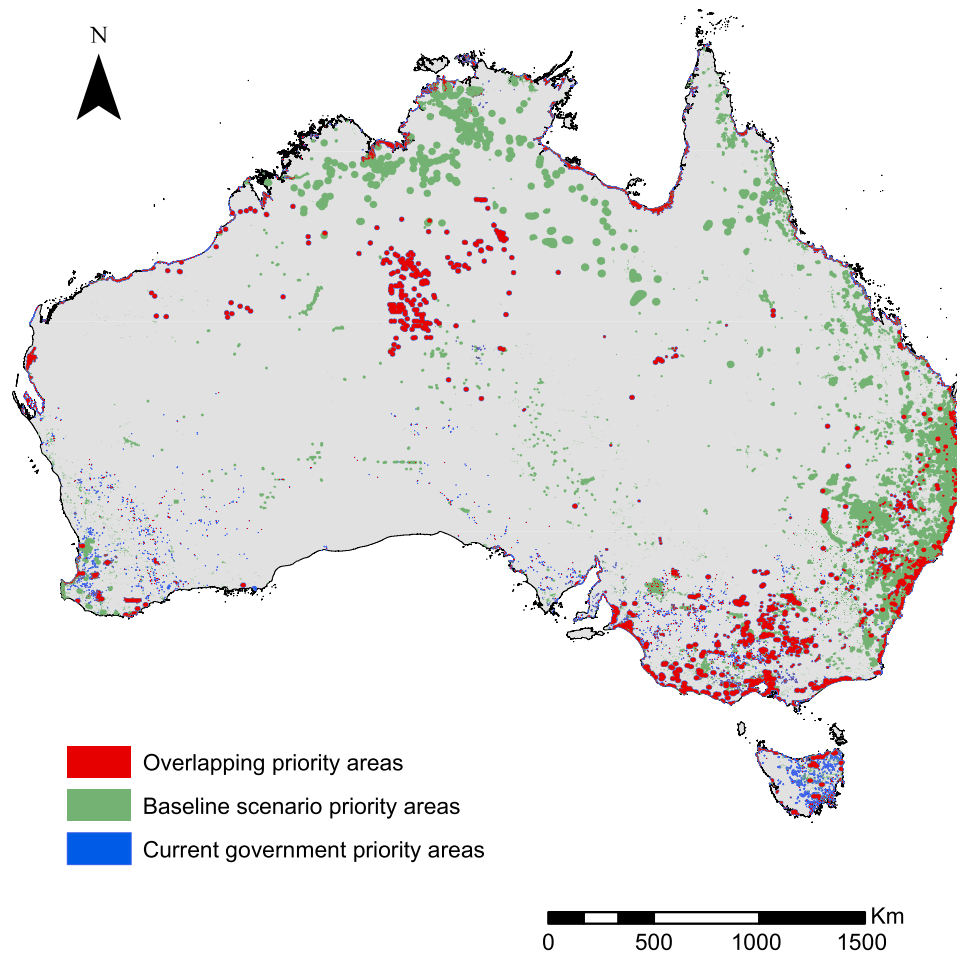 N
Overlapping priority areas
Baseline scenario priority areas
Current government priority areas
Km
0 500 1000 1500